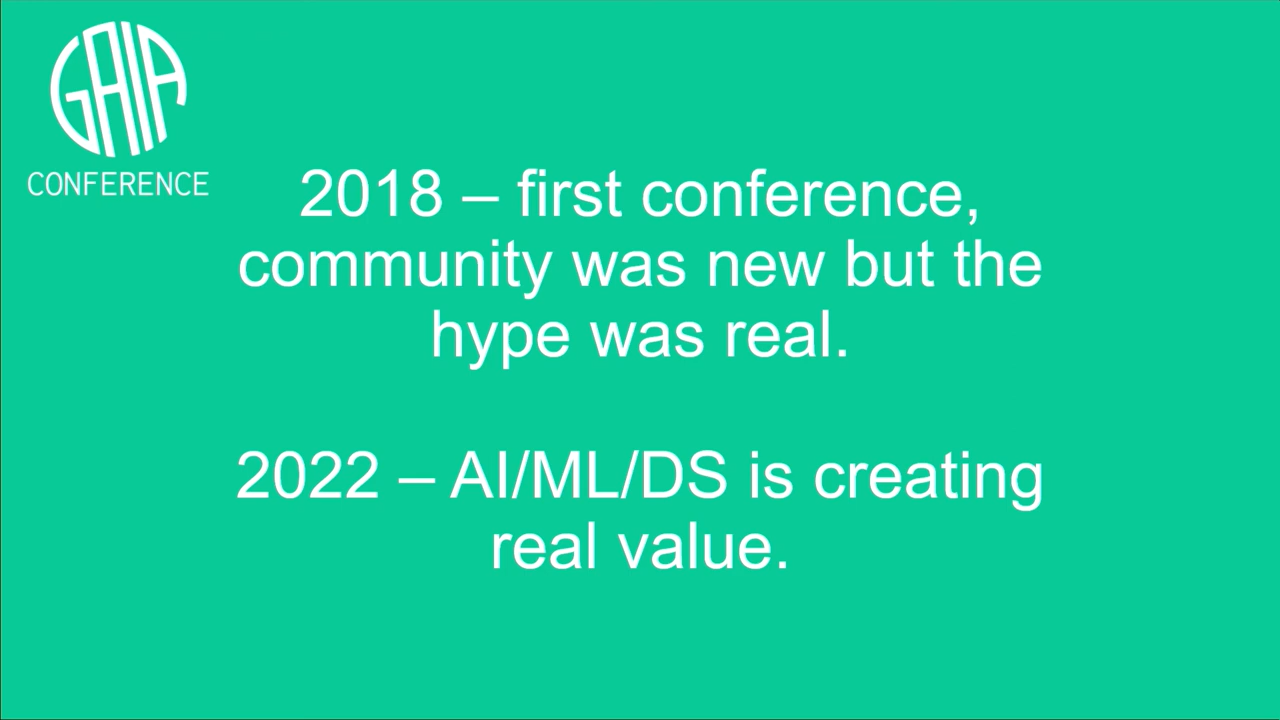 GAIA
CONFERENCE
2018 – first conference,
community was new but the
hype was real.
2022 – AI/ML/DS is creating
real value.